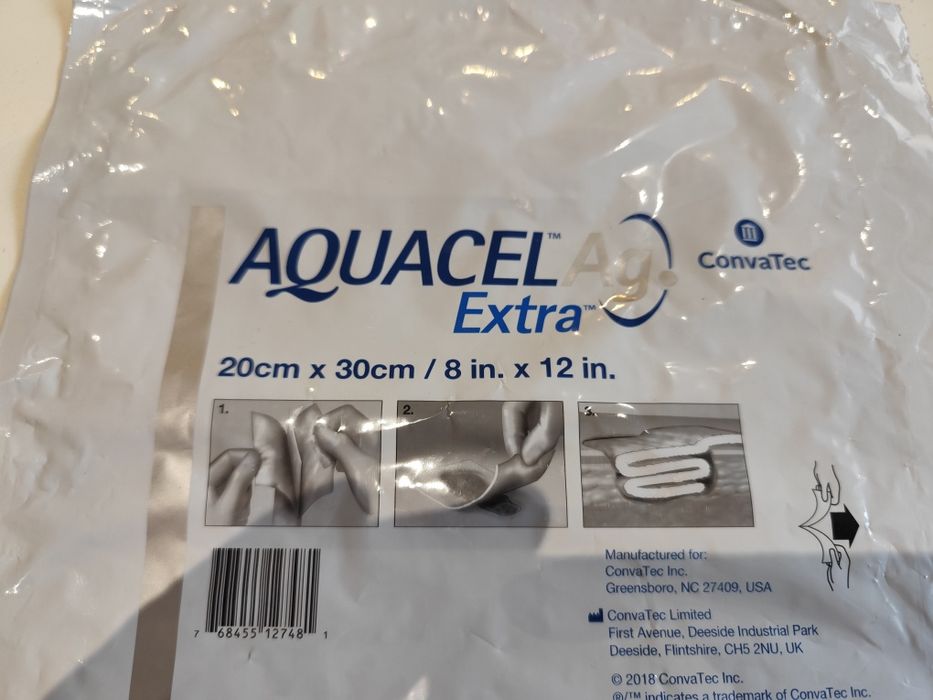 AQUACEL™ Ag.
Extra™
ConvaTec
20cm x 30cm / 8 in. x 12 in.
1.
2.
3.
7 68455 12748 1
Manufactured for:
ConvaTec Inc.
Greensboro, NC 27409, USA
ConvaTec Limited
First Avenue, Deeside Industrial Park
Deeside, Flintshire, CH5 2NU, UK
© 2018 ConvaTec Inc.
®/™ indicates a trademark of ConvaTec Inc.